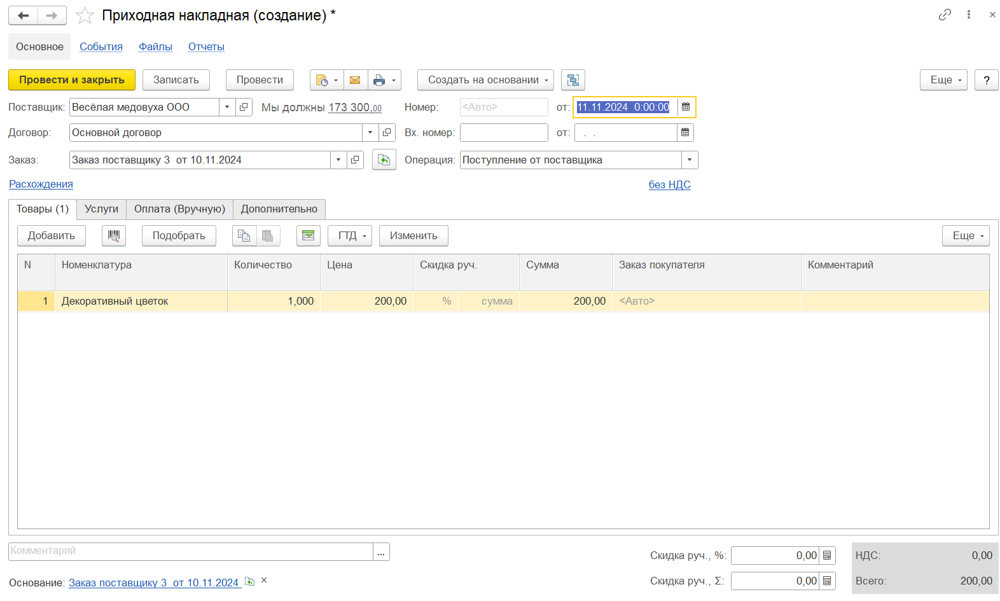 Приходная накладная (создание) *
Основное События Файлы Отчеты
Провести и закрыть Записать Провести Создать на основании Еще ?
Поставщик: Весёлая медовуха ООО Мы должны 173 300,00 Номер: <Авто> от: 11.11.2024 0:00:00
Договор: Основной договор Вх. номер: от: . .
Заказ: Заказ поставщику 3 от 10.11.2024 Операция: Поступление от поставщика
Расхождения без НДС
Товары (1) Услуги Оплата (Вручную) Дополнительно
Добавить Подобрать ГТД Изменить Еще
N Номенклатура Количество Цена Скидка руч. Сумма Заказ покупателя Комментарий
1 Декоративный цветок 1,000 200,00 % сумма 200,00 <Авто>
Комментарий ... Скидка руч., %: 0,00 НДС: 0,00
Основание: Заказ поставщику 3 от 10.11.2024 Скидка руч., Σ: 0,00 Всего: 200,00